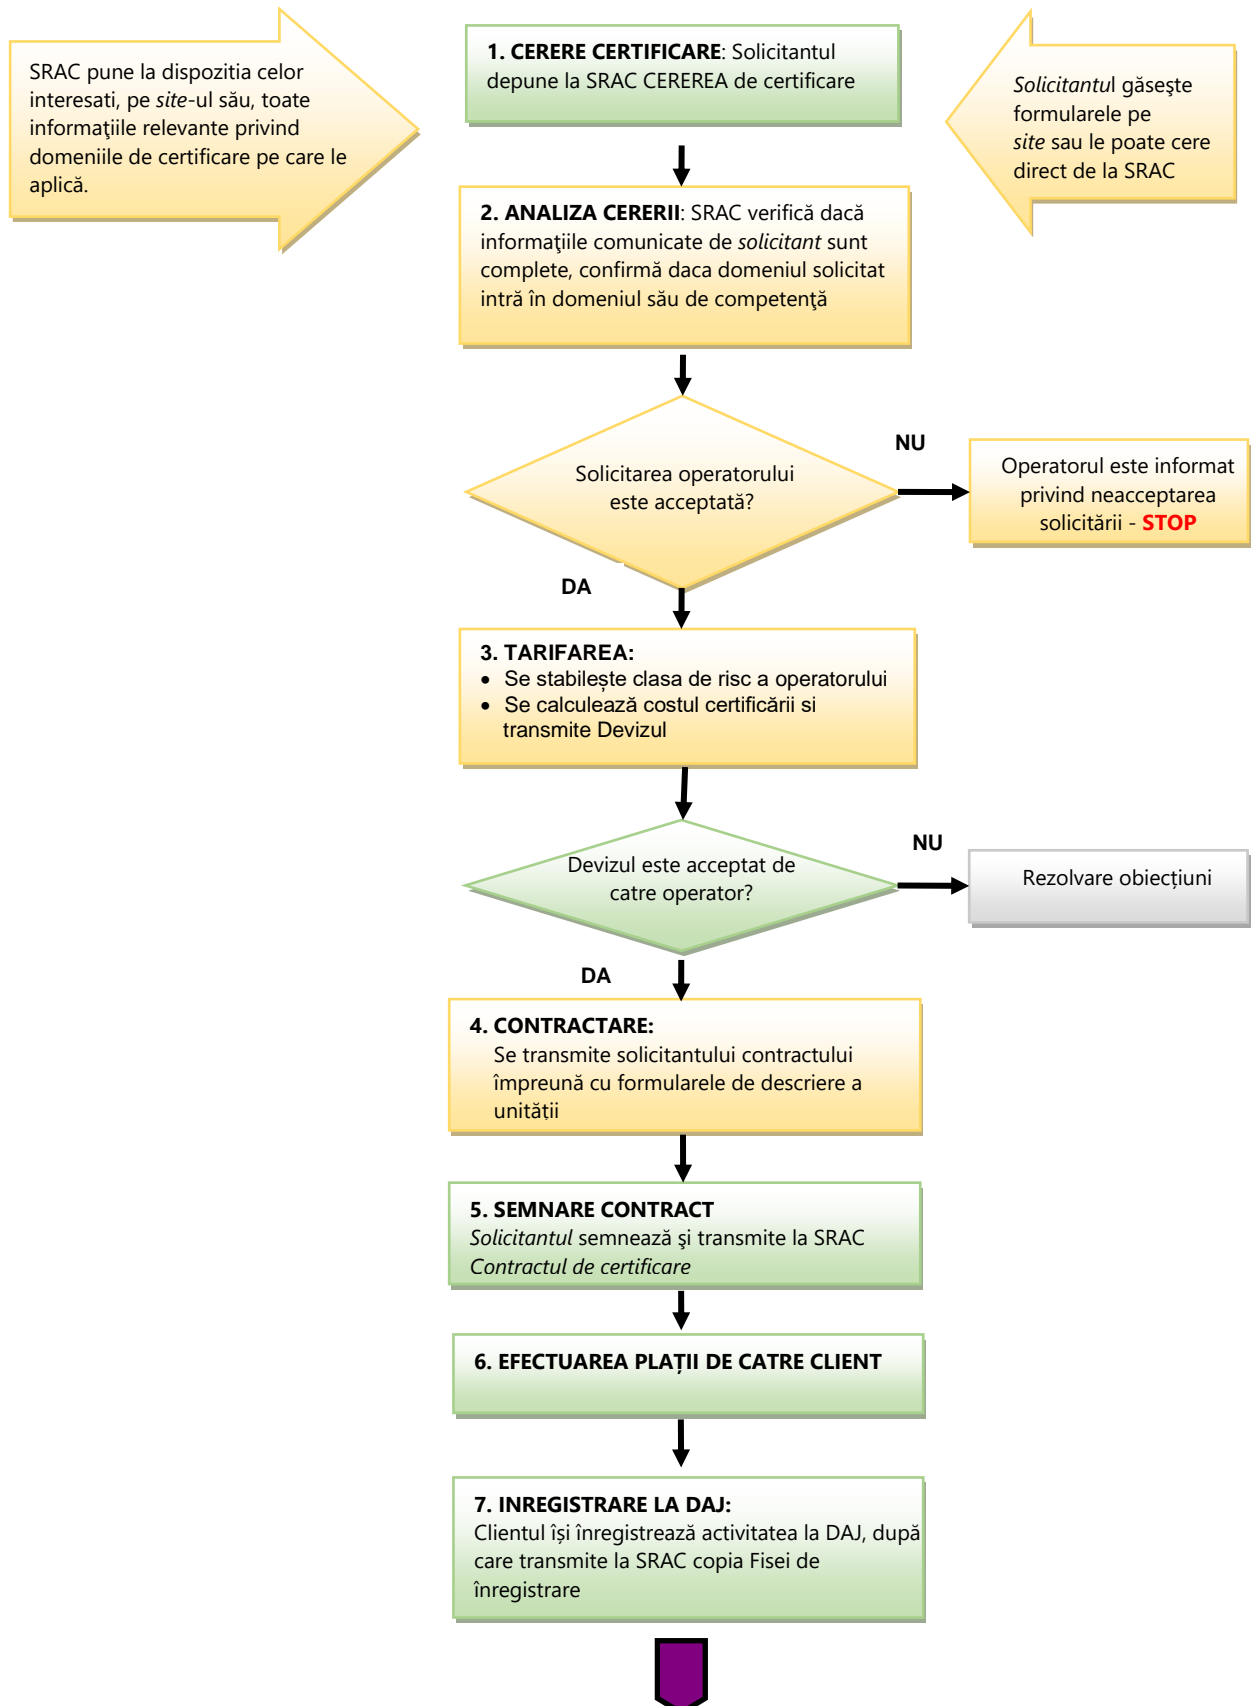 SRAC pune la dispozitia celor
interesati, pe site-ul său, toate
informaţiile relevante privind
domeniile de certificare pe care le
aplică.
1. CERERE CERTIFICARE: Solicitantul
depune la SRAC CEREREA de certificare
Solicitantul găseşte
formularele pe
site sau le poate cere
direct de la SRAC
2. ANALIZA CERERII: SRAC verifică dacă
informaţiile comunicate de solicitant sunt
complete, confirmă daca domeniul solicitat
intră în domeniul său de competenţă
Solicitarea operatorului
este acceptată?
NU
Operatorul este informat
privind neacceptarea
solicitării - STOP
DA
3. TARIFAREA:
• Se stabilește clasa de risc a operatorului
• Se calculează costul certificării si
transmite Devizul
Devizul este acceptat de
catre operator?
NU
Rezolvare obiecțiuni
DA
4. CONTRACTARE:
Se transmite solicitantului contractului
împreună cu formularele de descriere a
unității
5. SEMNARE CONTRACT
Solicitantul semnează şi transmite la SRAC
Contractul de certificare
6. EFECTUAREA PLAȚII DE CATRE CLIENT
7. INREGISTRARE LA DAJ:
Clientul își înregistrează activitatea la DAJ, după
care transmite la SRAC copia Fisei de
înregistrare